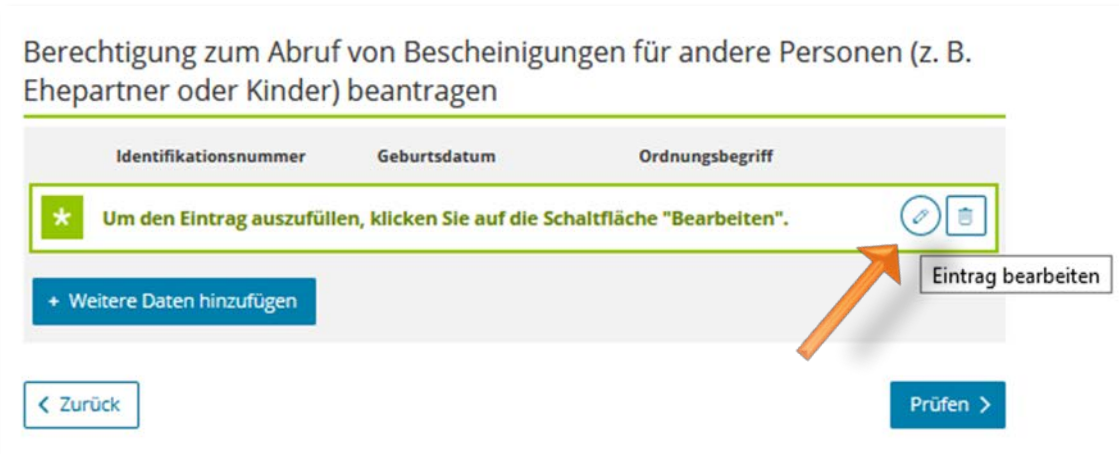 Berechtigung zum Abruf von Bescheinigungen für andere Personen (z. B.
Ehepartner oder Kinder) beantragen
Identifikationsnummer Geburtsdatum Ordnungsbegriff
* Um den Eintrag auszufüllen, klicken Sie auf die Schaltfläche "Bearbeiten".
Eintrag bearbeiten
+ Weitere Daten hinzufügen
< Zurück
Prüfen >